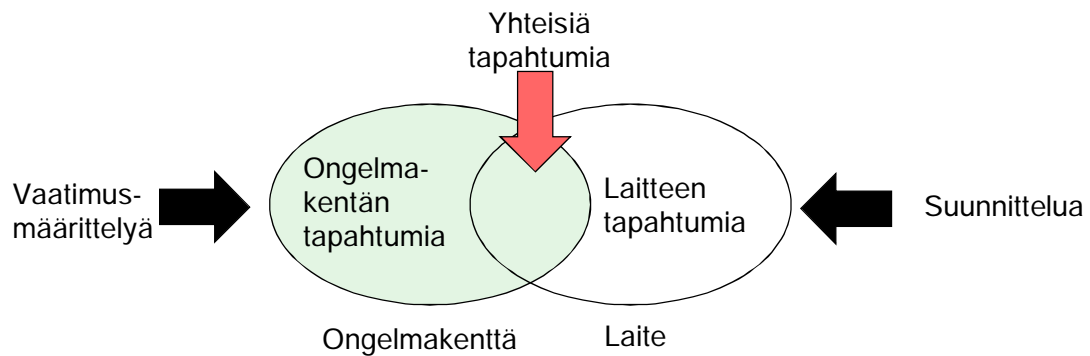 Yhteisiä
tapahtumia
Vaatimus-
määrittelyä
Ongelma-
kentän
tapahtumia
Laitteen
tapahtumia
Suunnittelua
Ongelmakenttä
Laite